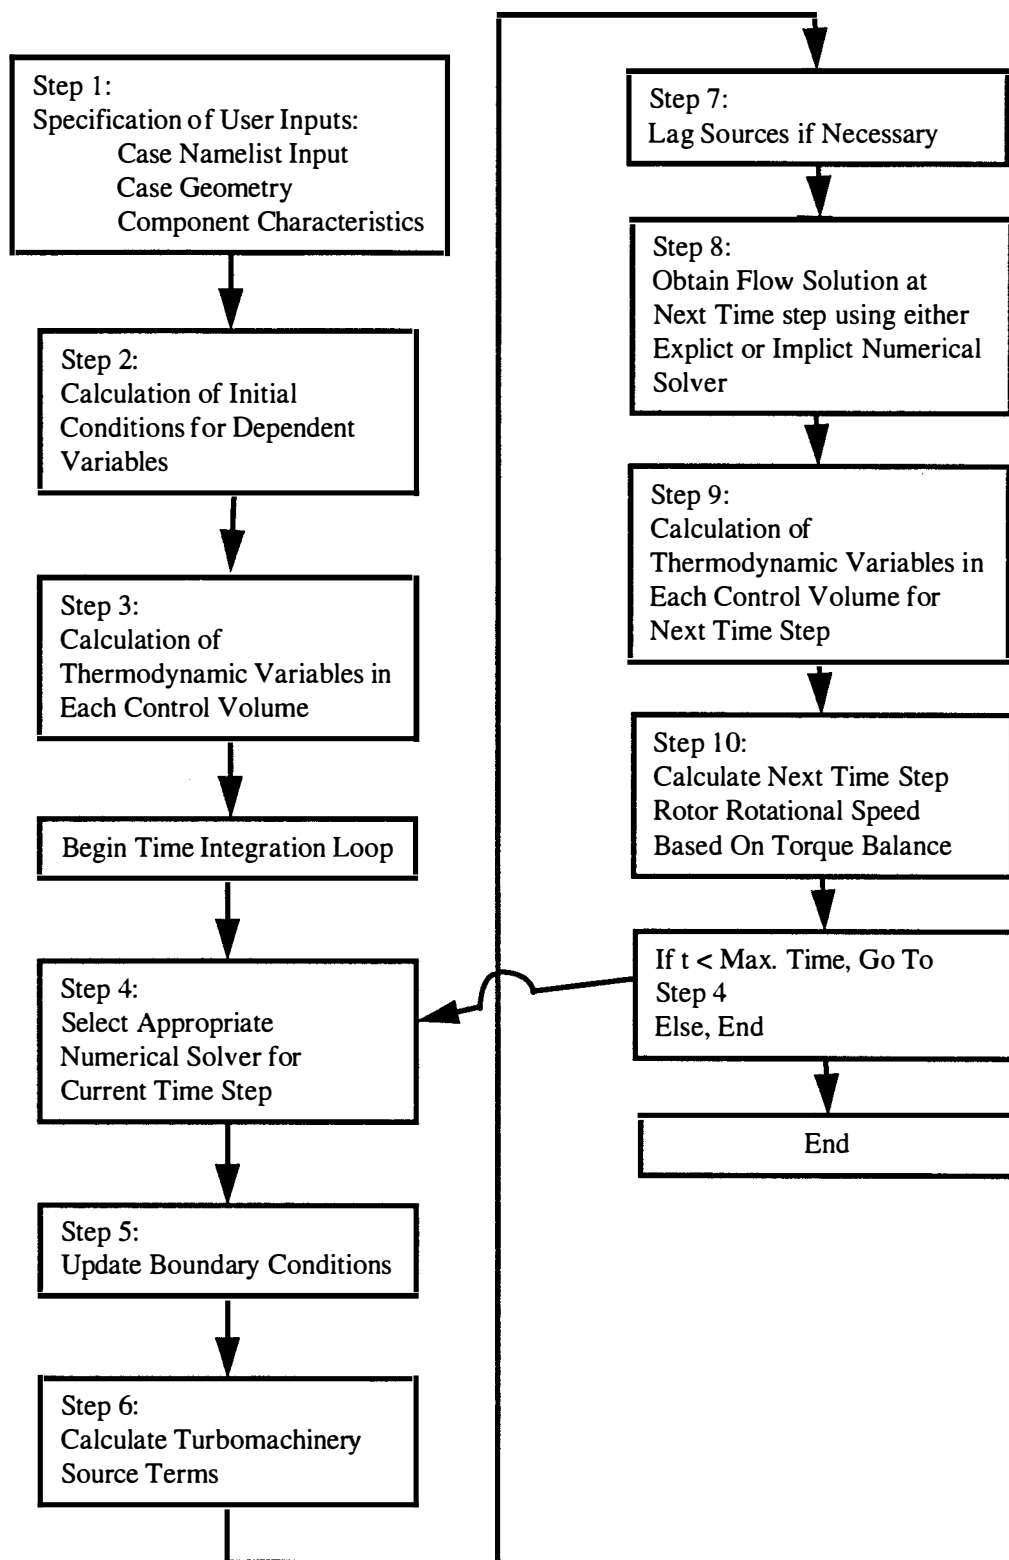 Step 1:
Specification of User Inputs:
Case Namelist Input
Case Geometry
Component Characteristics
Step 2:
Calculation of Initial
Conditions for Dependent
Variables
Step 3:
Calculation of
Thermodynamic Variables in
Each Control Volume
Begin Time Integration Loop
Step 4:
Select Appropriate
Numerical Solver for
Current Time Step
Step 5:
Update Boundary Conditions
Step 6:
Calculate Turbomachinery
Source Terms
Step 7:
Lag Sources if Necessary
Step 8:
Obtain Flow Solution at
Next Time step using either
Explict or Implict Numerical
Solver
Step 9:
Calculation of
Thermodynamic Variables in
Each Control Volume for
Next Time Step
Step 10:
Calculate Next Time Step
Rotor Rotational Speed
Based On Torque Balance
If t < Max. Time, Go To
Step 4
Else, End
End